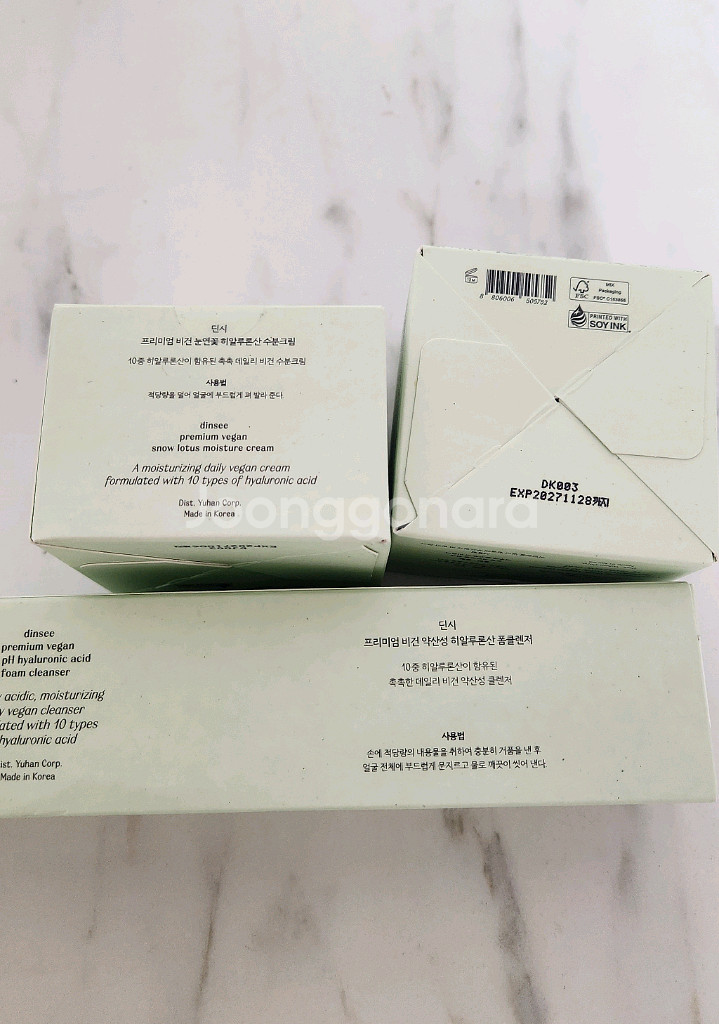 딘시
프리미엄 비건 눈연꽃 히알루론산 수분크림
10종 히알루론산이 함유된 촉촉 데일리 비건 수분크림
사용법
적당량을 덜어 얼굴에 부드럽게 펴 발라 준다.
dinsee
premium vegan
snow lotus moisture cream
A moisturizing daily vegan cream
formulated with 10 types of hyaluronic acid
Dist. Yuhan Corp.
Made in Korea
12M
8 806006 505752
FSC
MIX
Packaging
PRINTED WITH
SOY INK
DK003
EXP20271128까지
joonggonara
dinsee
premium vegan
pH hyaluronic acid
foam cleanser
acidic, moisturizing
vegan cleanser
ated with 10 types
hyaluronic acid
ist. Yuhan Corp.
Made in Korea
딘시
프리미엄 비건 약산성 히알루론산 폼클렌저
10종 히알루론산이 함유된
촉촉한 데일리 비건 약산성 클렌저
사용법
손에 적당량의 내용물을 취하여 충분히 거품을 낸 후
얼굴 전체에 부드럽게 문지르고 물로 깨끗이 씻어 낸다.